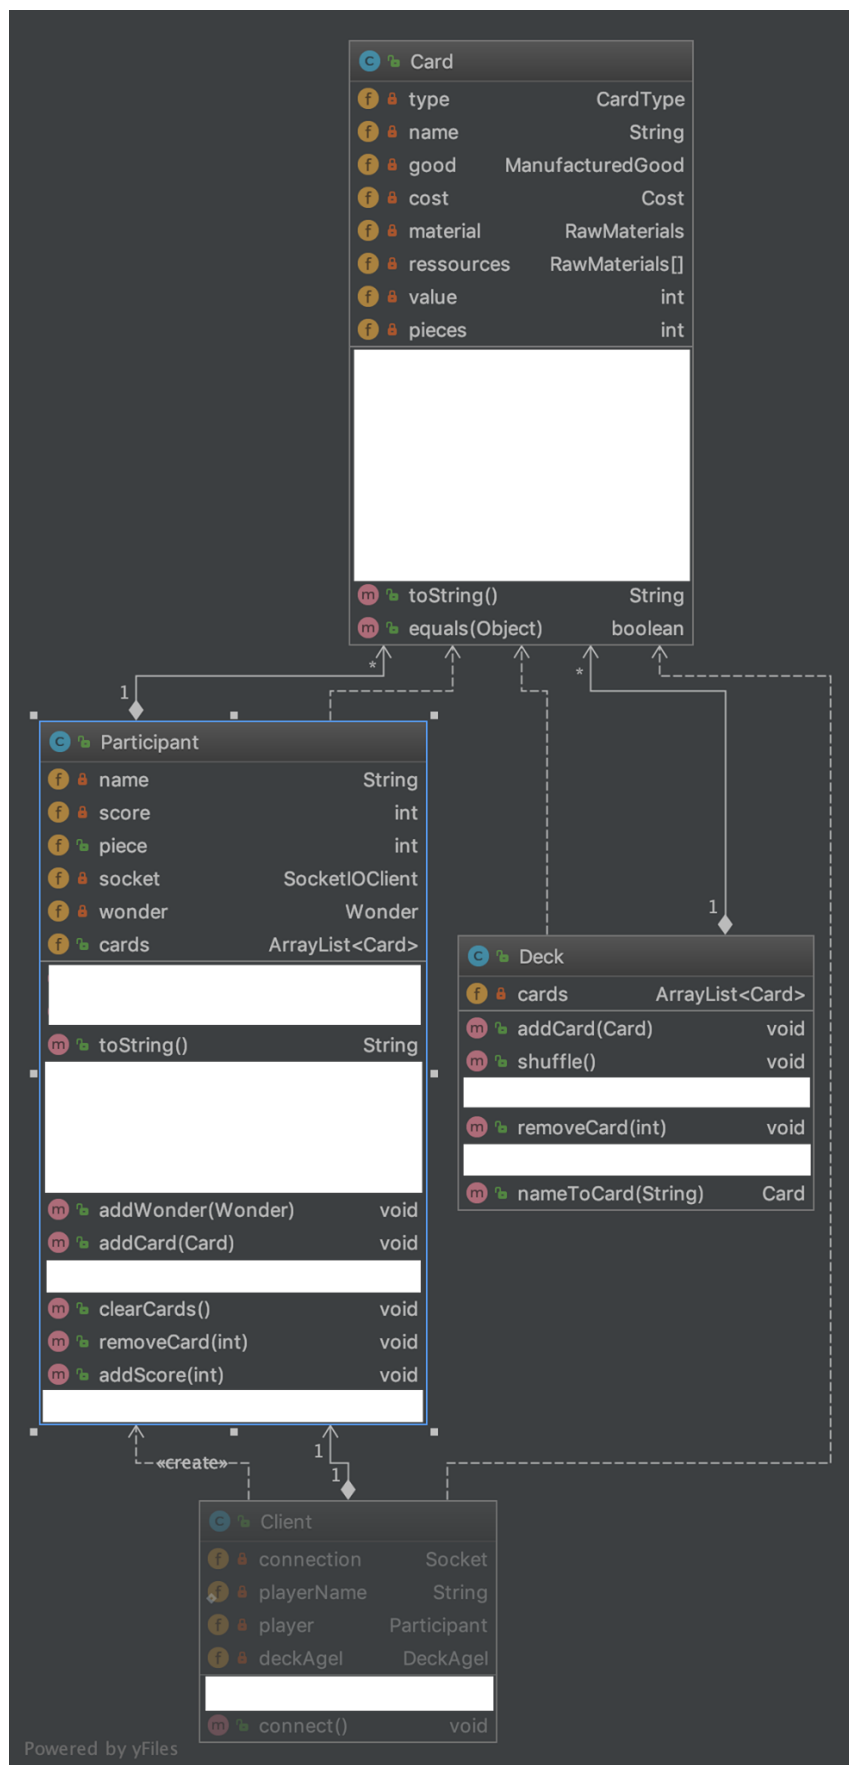 Card
type CardType
name String
good ManufacturedGood
cost Cost
material RawMaterials
ressources RawMaterials[]
value int
pieces int
toString() String
equals(Object) boolean
* *
1
Participant
name String
score int
piece int
socket SocketIOClient
wonder Wonder
cards ArrayList<Card>
toString() String
addWonder(Wonder) void
addCard(Card) void
clearCards() void
removeCard(int) void
addScore(int) void
1
Deck
cards ArrayList<Card>
addCard(Card) void
shuffle() void
removeCard(int) void
nameToCard(String) Card
«create»
1
1
Client
connection Socket
playerName String
player Participant
deckAgeI DeckAgeI
connect() void
Powered by yFiles